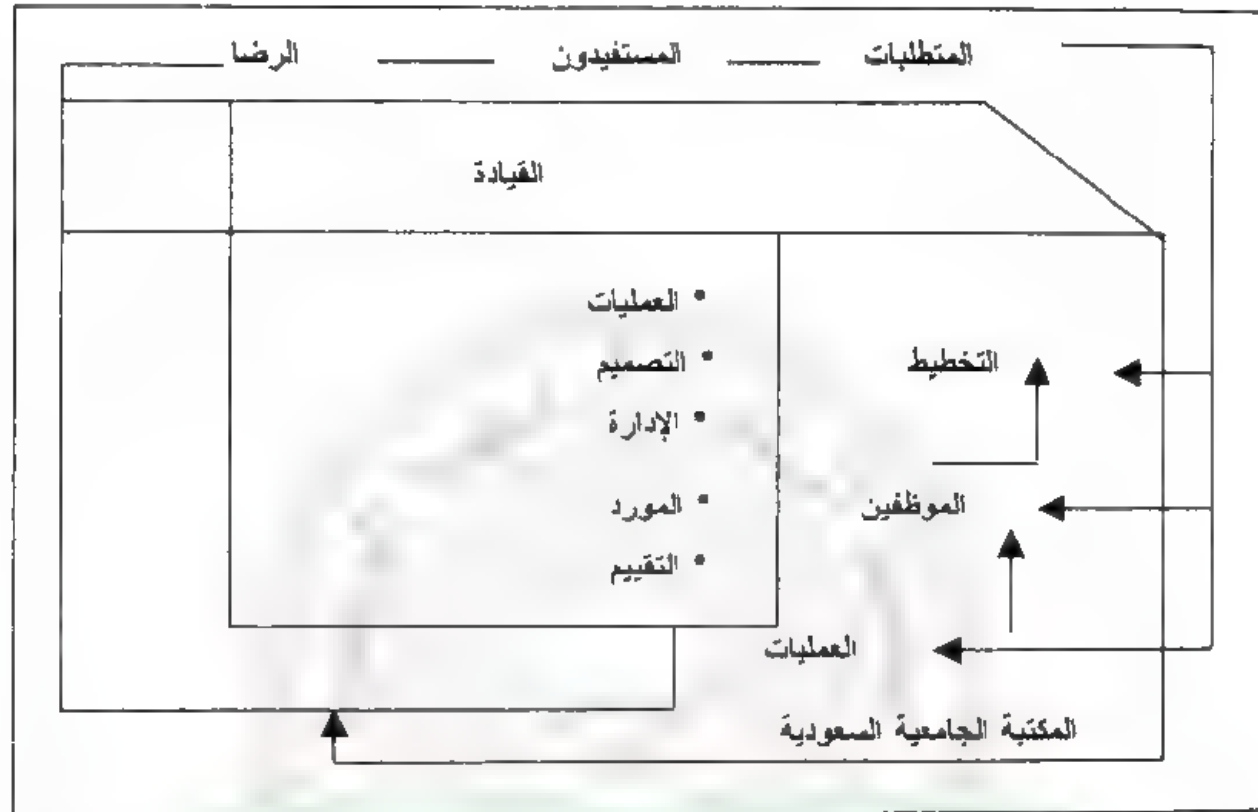 المتطلبات المستفيدون الرضا
القيادة
• العمليات
• التصميم
التخطيط
• الإدارة
• المورد
الموظفين
• التقييم
العمليات
المكتبة الجامعية السعودية